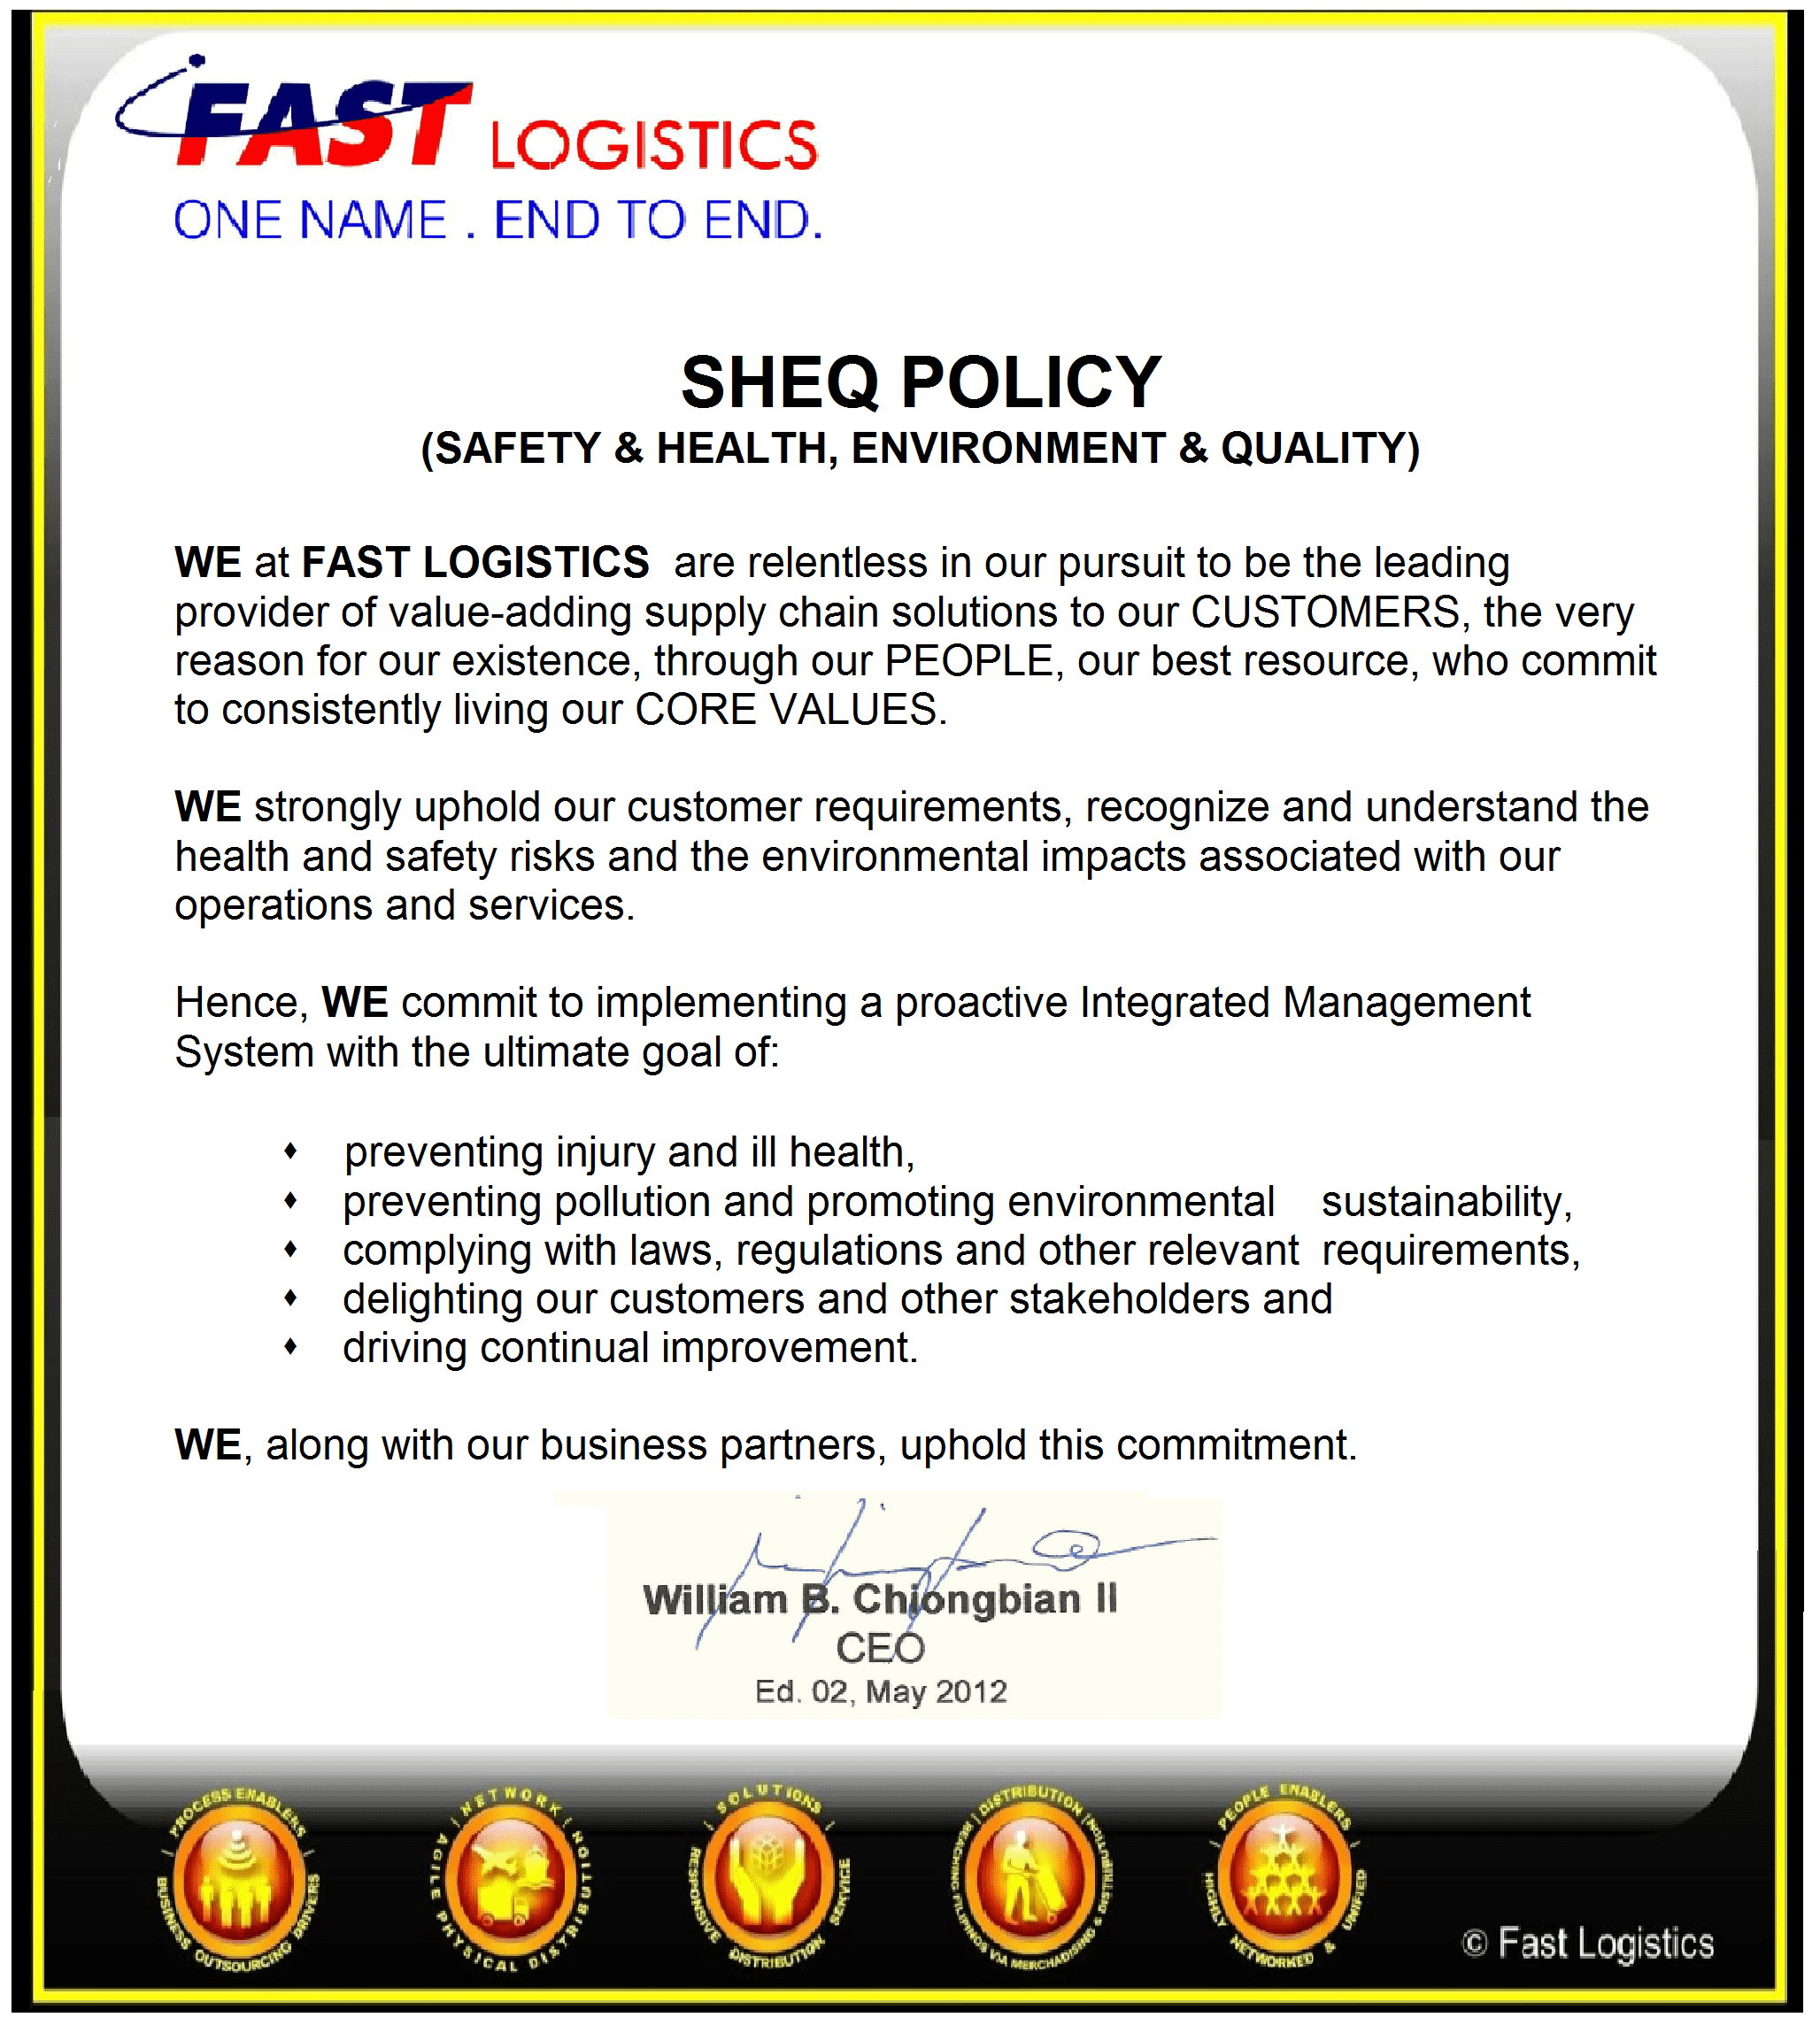 FAST LOGISTICS
ONE NAME . END TO END.
SHEQ POLICY
(SAFETY & HEALTH, ENVIRONMENT & QUALITY)
WE at FAST LOGISTICS are relentless in our pursuit to be the leading
provider of value-adding supply chain solutions to our CUSTOMERS, the very
reason for our existence, through our PEOPLE, our best resource, who commit
to consistently living our CORE VALUES.
WE strongly uphold our customer requirements, recognize and understand the
health and safety risks and the environmental impacts associated with our
operations and services.
Hence, WE commit to implementing a proactive Integrated Management
System with the ultimate goal of:
♦ preventing injury and ill health,
♦ preventing pollution and promoting environmental sustainability,
♦ complying with laws, regulations and other relevant requirements,
♦ delighting our customers and other stakeholders and
♦ driving continual improvement.
WE, along with our business partners, uphold this commitment.
William B. Chiongbian II
CEO
Ed. 02, May 2012
PROCESS ENABLERS
BUSINESS OUTSOURCING DRIVERS
NETWORK
AGILE PHYSICAL DISTRIBUTION
SOLUTIONS
RESPONSIVE DISTRIBUTION SERVICE
DISTRIBUTION
REACHING FILIPINOS VIA MERCHADISING & DISTRIBUTION
PEOPLE ENABLERS
HIGHLY NETWORKED & UNIFIED
© Fast Logistics